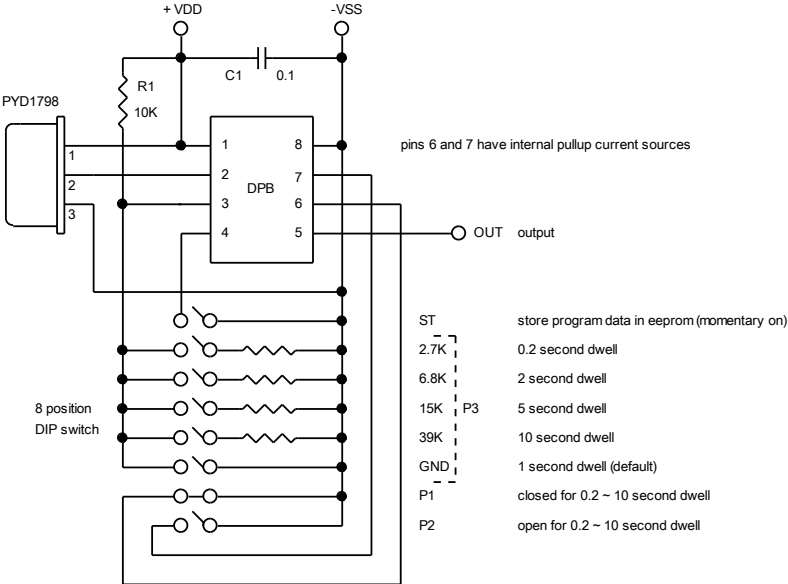 + VDD
-VSS
C1 0.1
R1
10K
PYD1798
1
2
3
1 8
2 7
DPB
3 6
4 5
pins 6 and 7 have internal pullup current sources
OUT output
ST store program data in eeprom (momentary on)
2.7K 0.2 second dwell
6.8K 2 second dwell
15K P3 5 second dwell
39K 10 second dwell
GND 1 second dwell (default)
P1 closed for 0.2 ~ 10 second dwell
P2 open for 0.2 ~ 10 second dwell
8 position
DIP switch